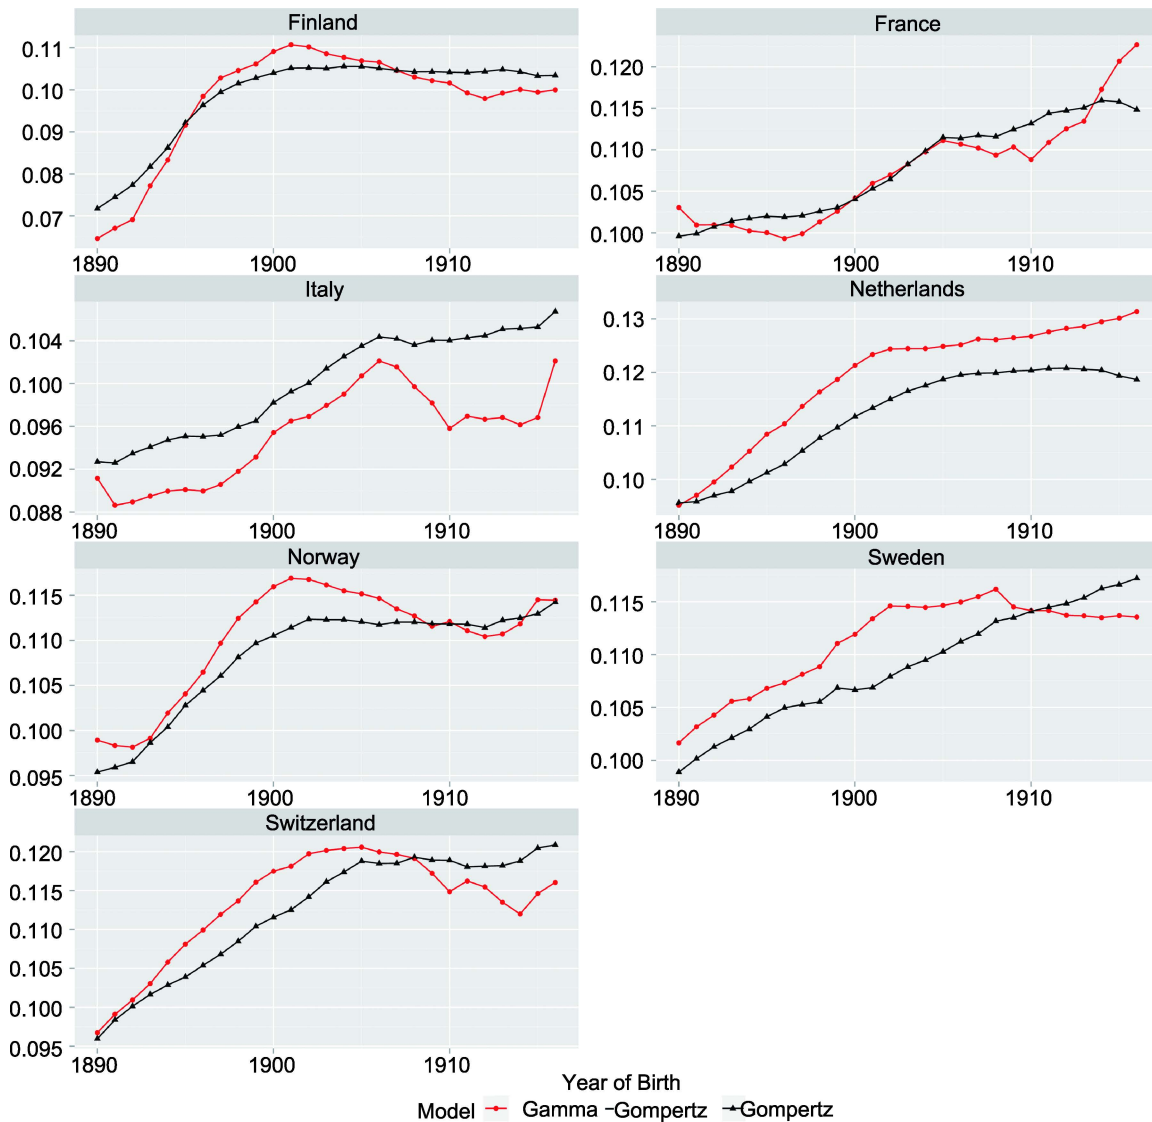 Finland
0.11
0.10
0.09
0.08
0.07
1890 1900 1910
France
0.120
0.115
0.110
0.105
0.100
1890 1900 1910
Italy
0.104
0.100
0.096
0.092
0.088
1890 1900 1910
Netherlands
0.13
0.12
0.11
0.10
1890 1900 1910
Norway
0.115
0.110
0.105
0.100
0.095
1890 1900 1910
Sweden
0.115
0.110
0.105
0.100
1890 1900 1910
Switzerland
0.120
0.115
0.110
0.105
0.100
0.095
1890 1900 1910
Year of Birth
Model Gamma -Gompertz Gompertz